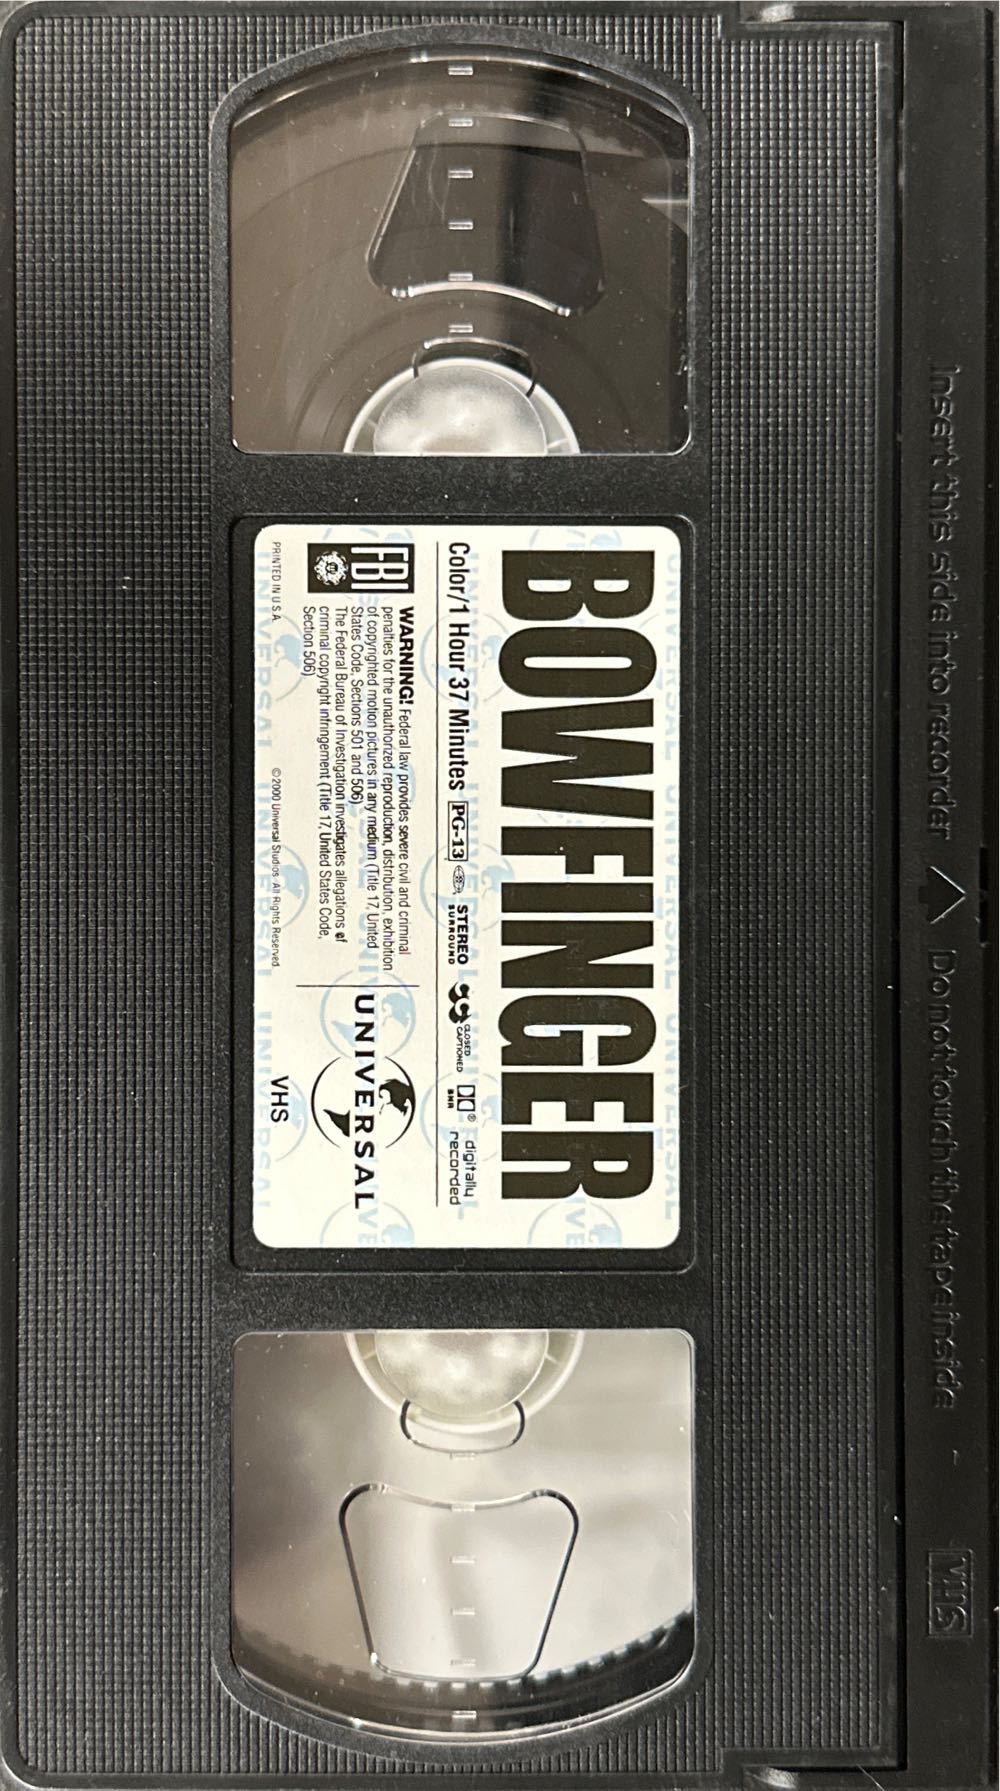 Insert this side into recorder Do not touch the tape inside
VHS
BOWFINGER
Color/1 Hour 37 Minutes PG-13 STEREO SURROUND CLOSED CAPTIONED SNR digitally recorded
FBI
WARNING! Federal law provides severe civil and criminal
penalties for the unauthorized reproduction, distribution, exhibition
of copyrighted motion pictures in any medium (Title 17, United
States Code, Sections 501 and 506)
The Federal Bureau of Investigation investigates allegations of
criminal copyright infringement (Title 17, United States Code,
Section 506)
UNIVERSAL
PRINTED IN U.S.A.
©2000 Universal Studios. All Rights Reserved.
VHS